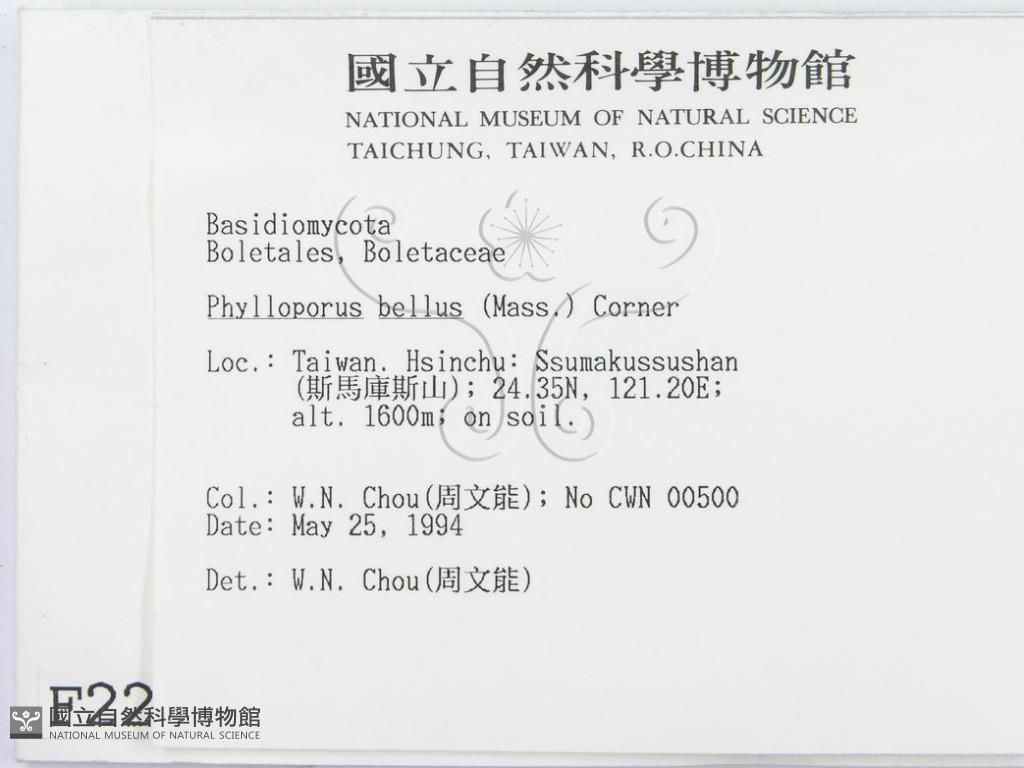 國立自然科學博物館
NATIONAL MUSEUM OF NATURAL SCIENCE
TAICHUNG, TAIWAN, R.O.CHINA
Basidiomycota
Boletales, Boletaceae
Phylloporus bellus (Mass.) Corner
Loc.: Taiwan. Hsinchu: Ssumakussushan
(斯馬庫斯山); 24.35N, 121.20E;
alt. 1600m; on soil.
Col.: W.N. Chou(周文能); No CWN 00500
Date: May 25, 1994
Det.: W.N. Chou(周文能)
F22
國立自然科學博物館
NATIONAL MUSEUM OF NATURAL SCIENCE